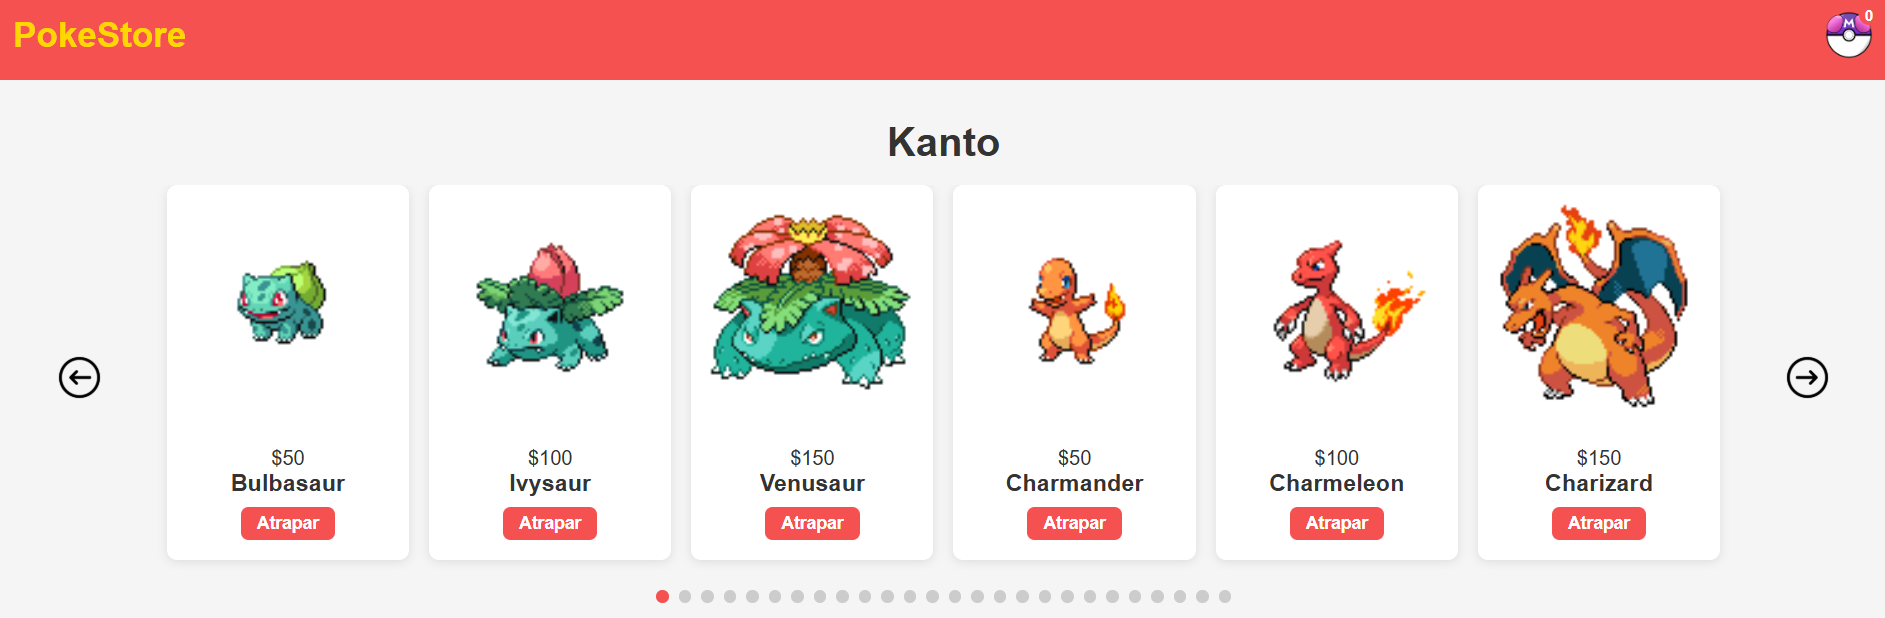 PokeStore
M
0
Kanto
$50
Bulbasaur
Atrapar
$100
Ivysaur
Atrapar
$150
Venusaur
Atrapar
$50
Charmander
Atrapar
$100
Charmeleon
Atrapar
$150
Charizard
Atrapar